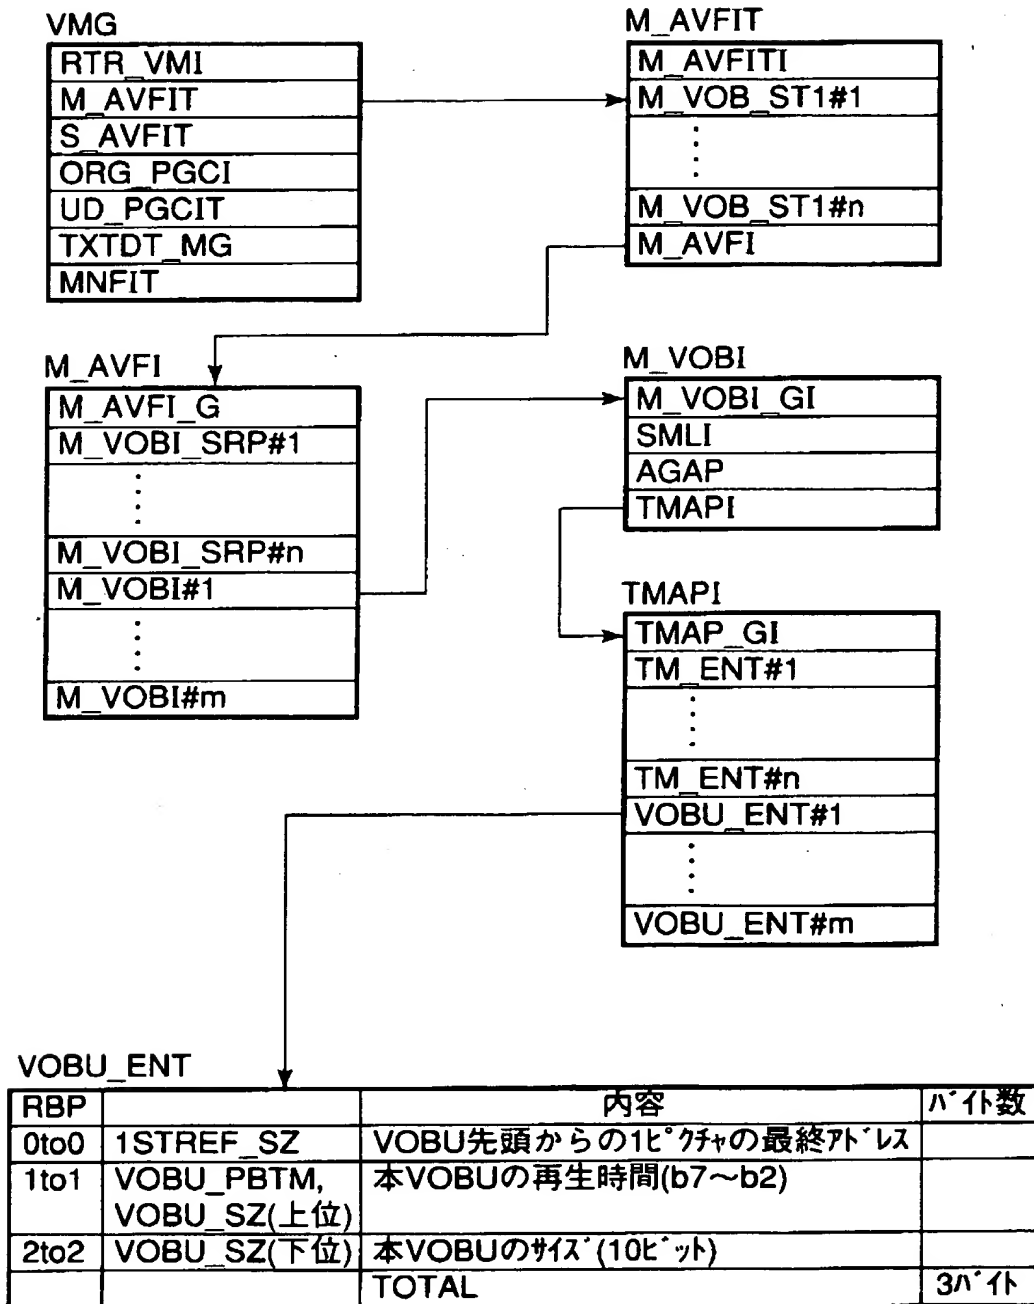 VMG
RTR_VMI
M_AVFIT
S_AVFIT
ORG_PGCI
UD_PGCIT
TXTDT_MG
MNFIT
M_AVFIT
M_AVFITI
M_VOB_ST1#1
M_VOB_ST1#n
M_AVFI
M_AVFI
M_AVFI_G
M_VOBI_SRP#1
M_VOBI_SRP#n
M_VOBI#1
M_VOBI#m
M_VOBI
M_VOBI_GI
SMLI
AGAP
TMAPI
TMAPI
TMAP_GI
TM_ENT#1
TM_ENT#n
VOBU_ENT#1
VOBU_ENT#m
VOBU_ENT
RBP 内容 バイト数
0to0 1STREF_SZ VOBU先頭からの1ピクチャの最終アドレス
1to1 VOBU_PBTM, 本VOBUの再生時間(b7～b2)
VOBU_SZ(上位)
2to2 VOBU_SZ(下位) 本VOBUのサイズ(10ビット)
TOTAL 3バイト